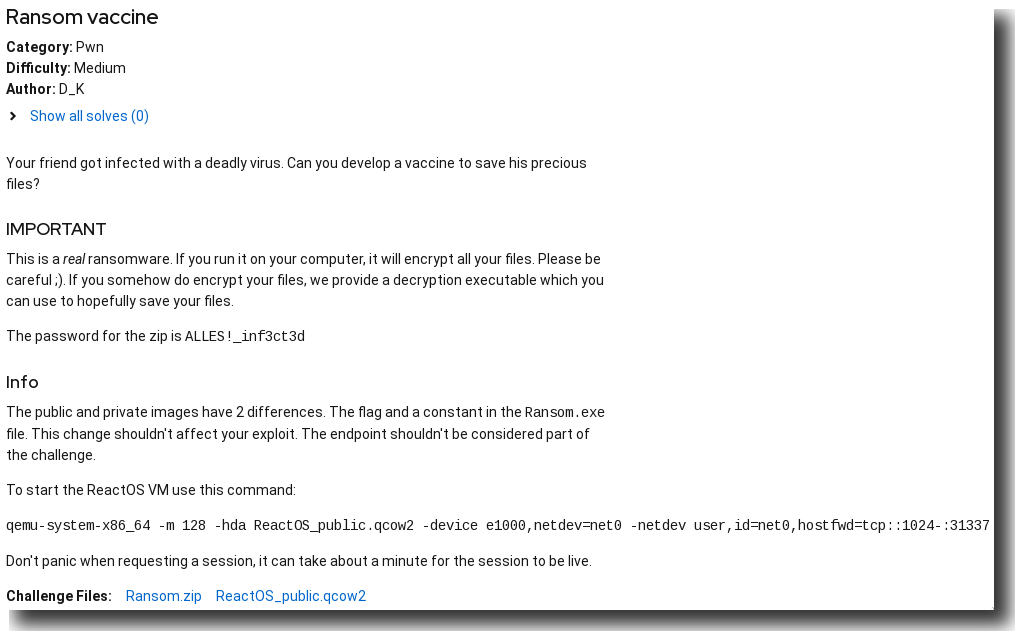 Ransom vaccine
Category: Pwn
Difficulty: Medium
Author: D_K
Show all solves (0)
Your friend got infected with a deadly virus. Can you develop a vaccine to save his precious
files?
IMPORTANT
This is a real ransomware. If you run it on your computer, it will encrypt all your files. Please be
careful ;). If you somehow do encrypt your files, we provide a decryption executable which you
can use to hopefully save your files.
The password for the zip is ALLES!_inf3ct3d
Info
The public and private images have 2 differences. The flag and a constant in the Ransom.exe
file. This change shouldn't affect your exploit. The endpoint shouldn't be considered part of
the challenge.
To start the ReactOS VM use this command:
qemu-system-x86_64 -m 128 -hda ReactOS_public.qcow2 -device e1000,netdev=net0 -netdev user,id=net0,hostfwd=tcp::1024-:31337
Don't panic when requesting a session, it can take about a minute for the session to be live.
Challenge Files: Ransom.zip ReactOS_public.qcow2